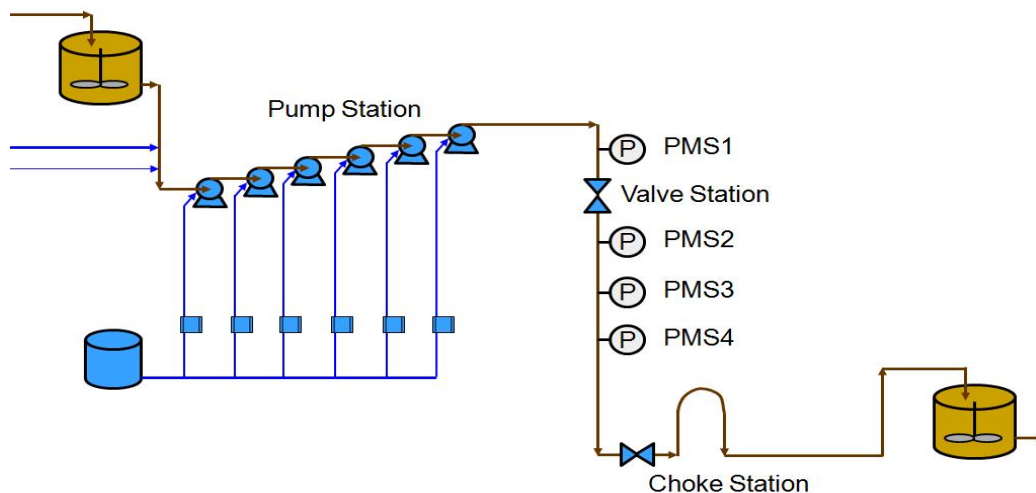 Pump Station
P PMS1
Valve Station
P PMS2
P PMS3
P PMS4
Choke Station